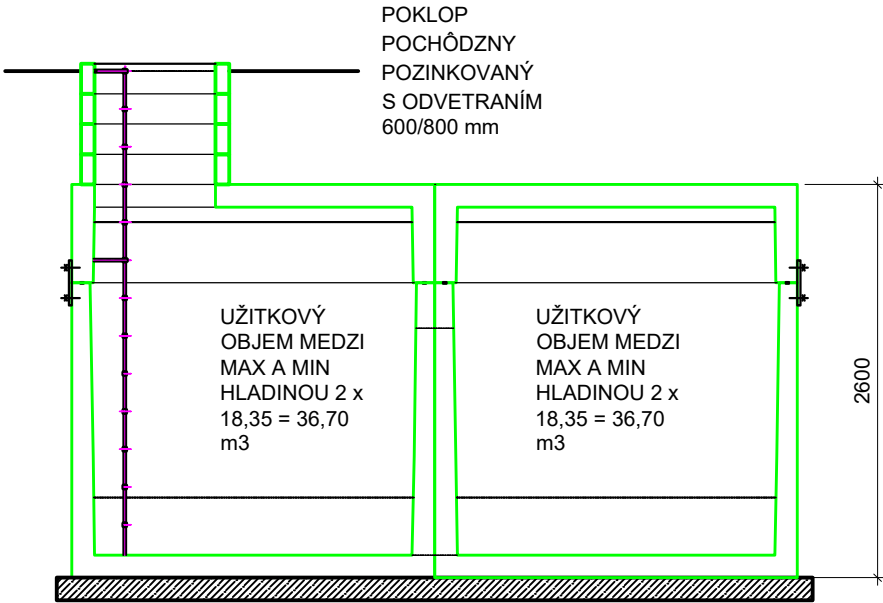 POKLOP
POCHÔDZNY
POZINKOVANÝ
S ODVETRANÍM
600/800 mm
UŽITKOVÝ
OBJEM MEDZI
MAX A MIN
HLADINOU 2 x
18,35 = 36,70
m3
UŽITKOVÝ
OBJEM MEDZI
MAX A MIN
HLADINOU 2 x
18,35 = 36,70
m3
2600